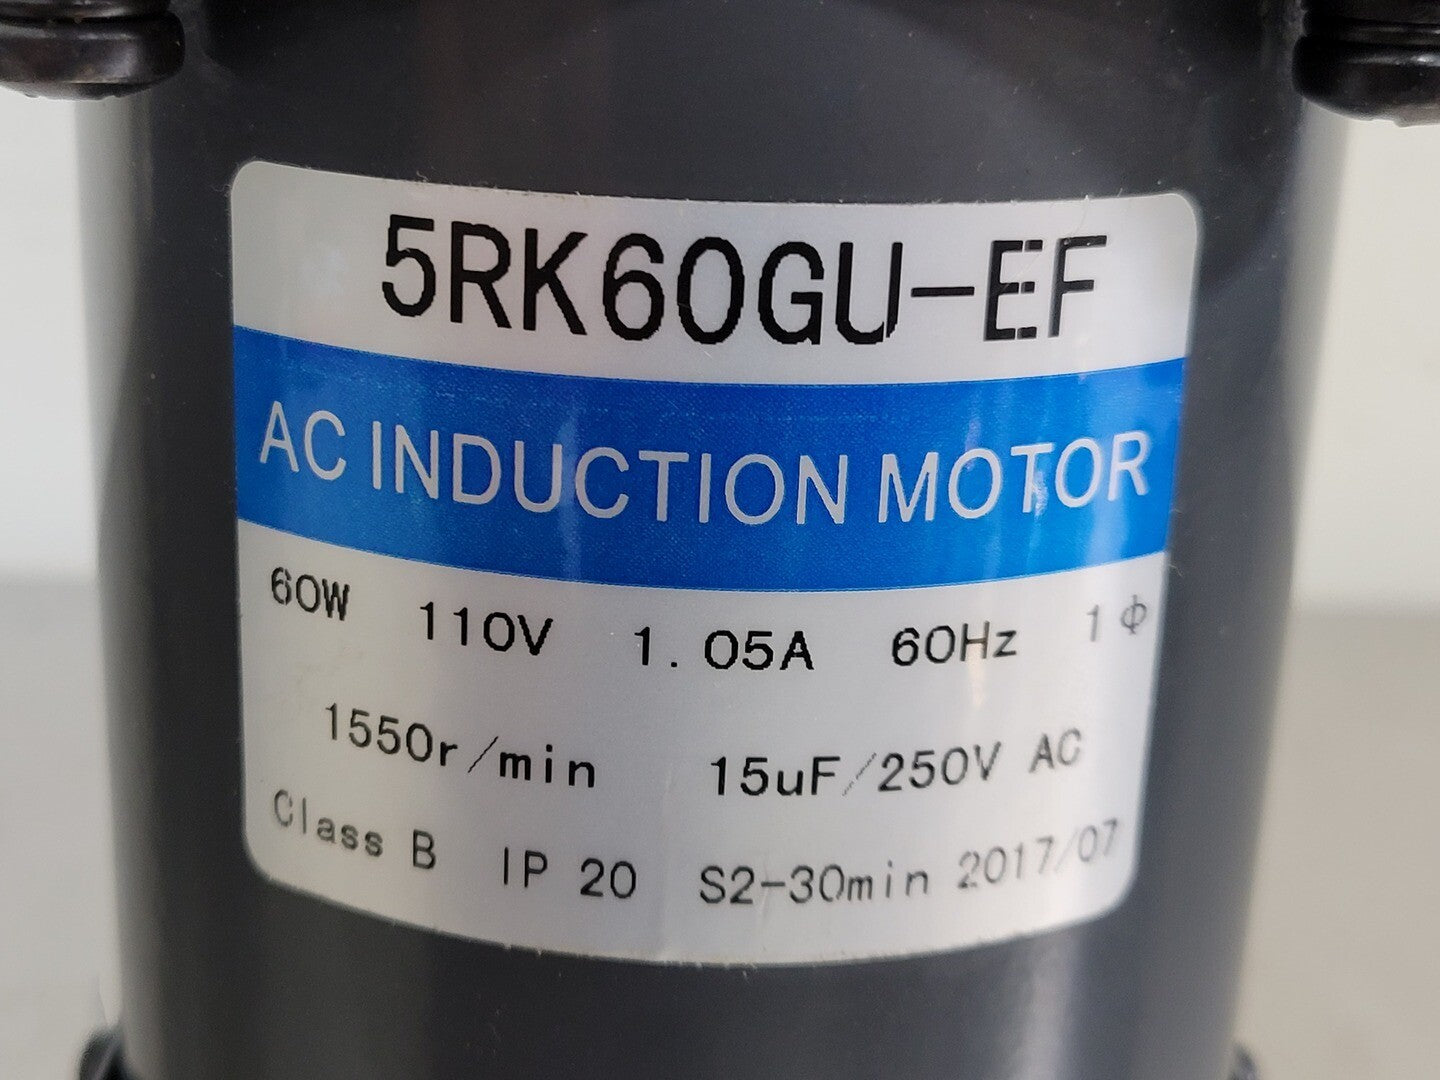 5RK60GU-EF
AC INDUCTION MOTOR
60W 110V 1.05A 60Hz 1Φ
1550r/min 15uF/250V AC
Class B IP 20 S2-30min 2017/07